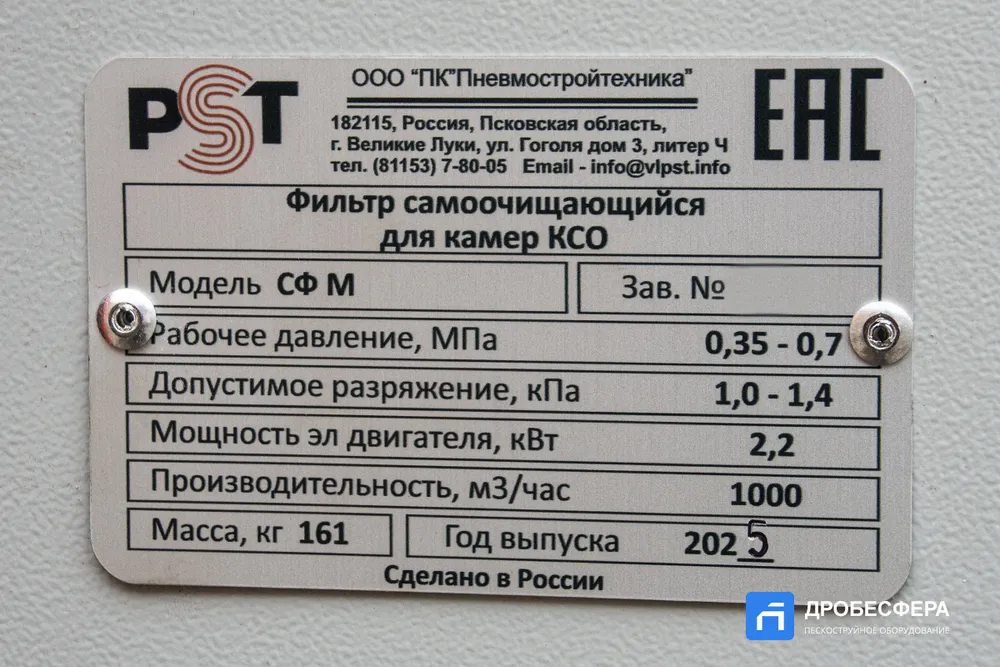 PST
ООО "ПК"Пневмостройтехника"
182115, Россия, Псковская область,
г. Великие Луки, ул. Гоголя дом 3, литер Ч
тел. (81153) 7-80-05 Email - info@vlpst.info
EAC
Фильтр самоочищающийся
для камер КСО
Модель СФ М
Зав. №
Рабочее давление, МПа 0,35 - 0,7
Допустимое разряжение, кПа 1,0 - 1,4
Мощность эл двигателя, кВт 2,2
Производительность, м3/час 1000
Масса, кг 161
Год выпуска 2025
Сделано в России
ДРОБЕСФЕРА
ПЕСКОСТРУЙНОЕ ОБОРУДОВАНИЕ